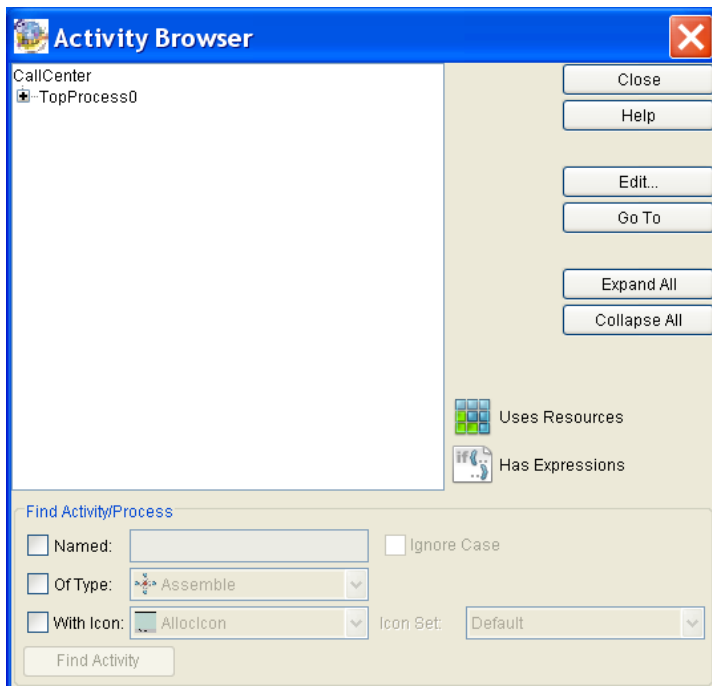 Activity Browser
CallCenter
TopProcess0
Close
Help
Edit...
Go To
Expand All
Collapse All
Uses Resources
if(..
..)
Has Expressions
Find Activity/Process
Named:
Ignore Case
Of Type:
Assemble
With Icon:
AllocIcon
Icon Set:
Default
Find Activity